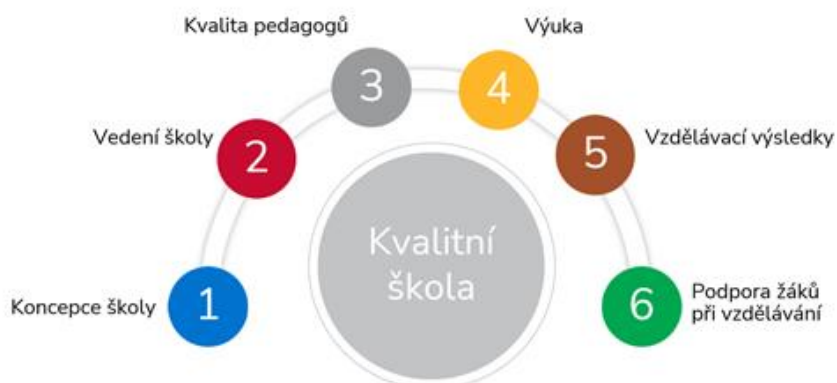 Kvalita pedagogů
Výuka
3
4
Vedení školy
2
5
Vzdělávací výsledky
Kvalitní
škola
Koncepce školy
1
6
Podpora žáků
při vzdělávání